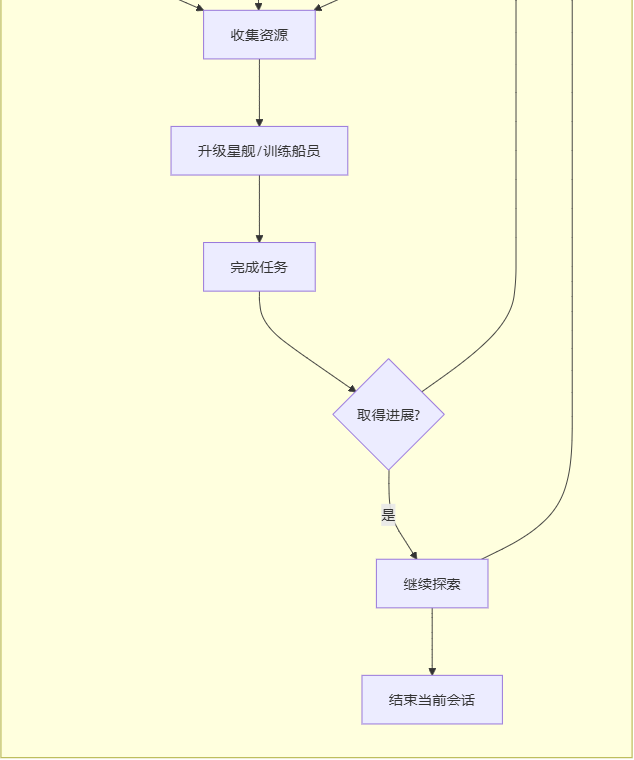 收集资源
升级星舰/训练船员
完成任务
取得进展?
是
继续探索
结束当前会话